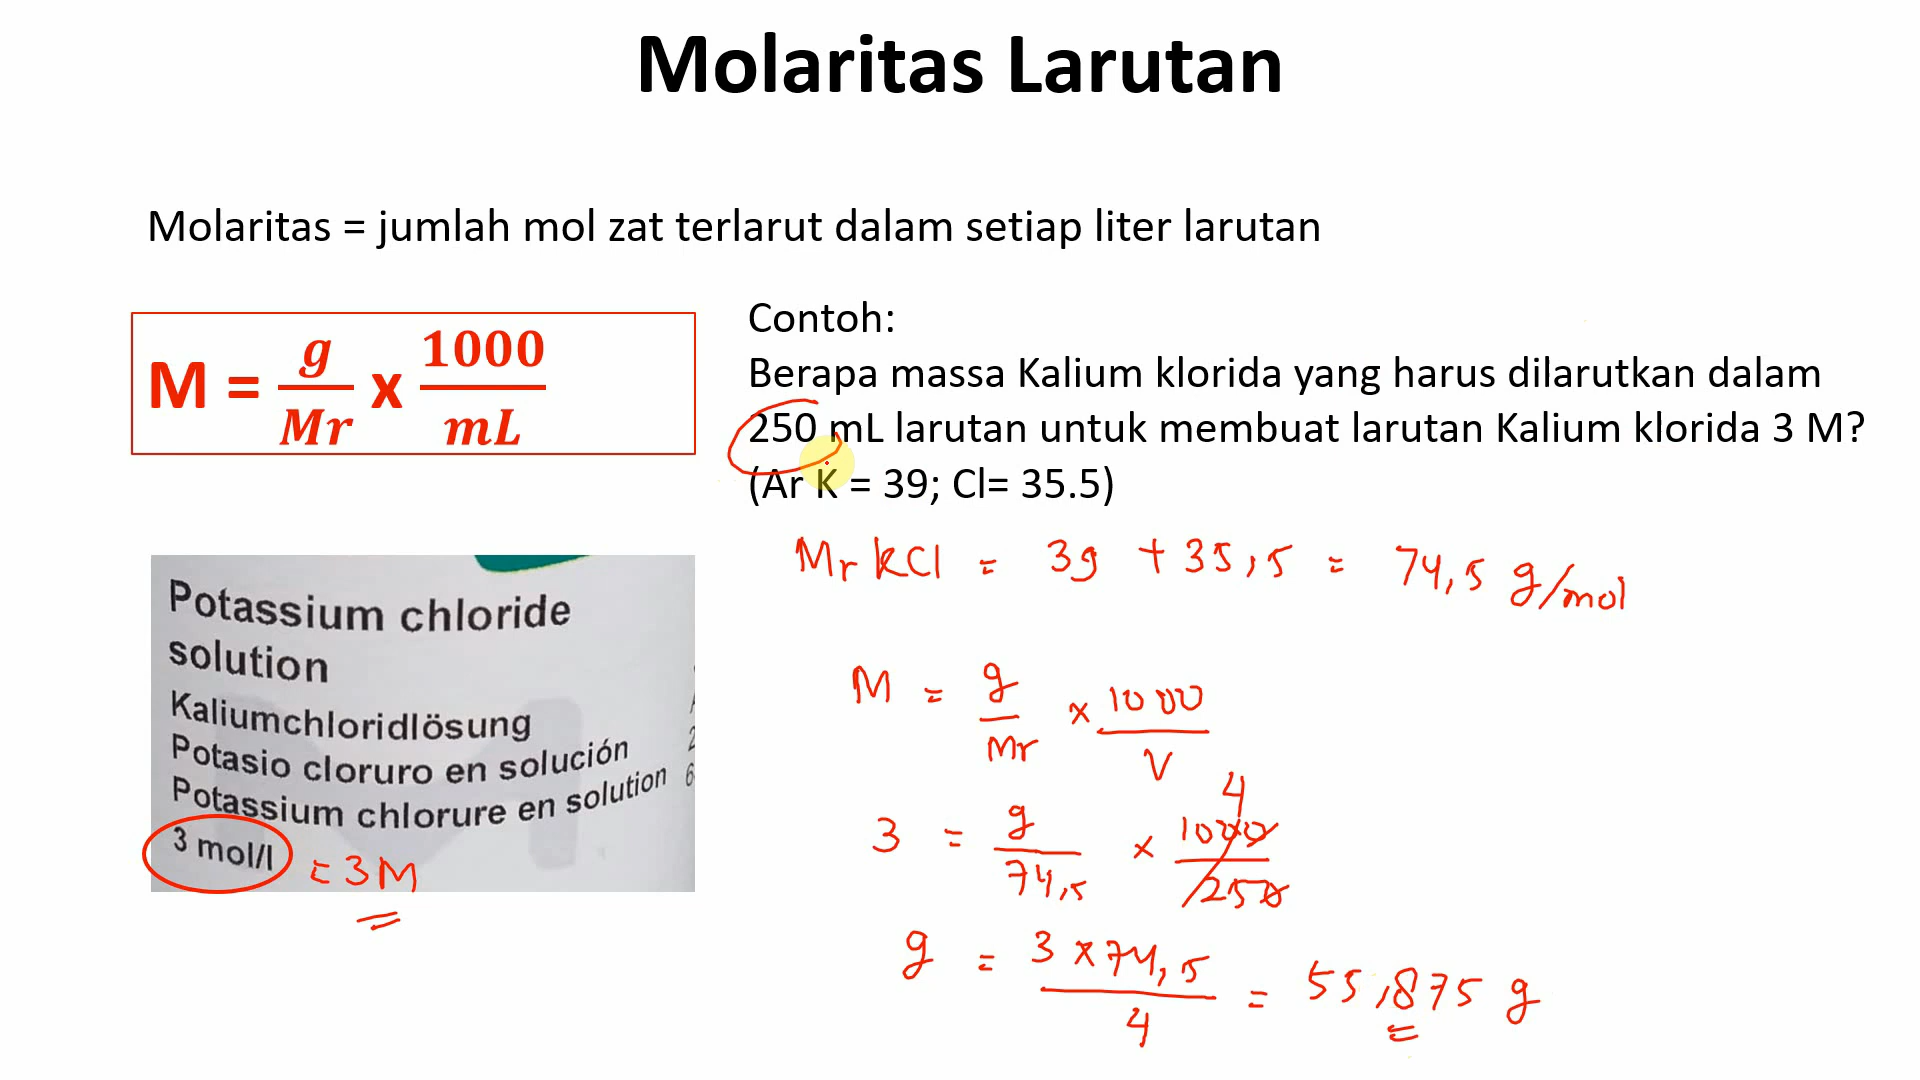 Molaritas Larutan
Molaritas = jumlah mol zat terlarut dalam setiap liter larutan
M = g/Mr x 1000/mL
Contoh:
Berapa massa Kalium klorida yang harus dilarutkan dalam
250 mL larutan untuk membuat larutan Kalium klorida 3 M?
(Ar K = 39; Cl= 35.5)
Mr KCl = 39 + 35,5 = 74,5 g/mol
M = g/Mr x 1000/V
4
3 = g/74,5 x 1000/250
g = 3 x 74,5/4 = 55,875 g
Potassium chloride
solution
Kaliumchloridlösung
Potasio cloruro en solución
Potassium chlorure en solution
3 mol/l = 3 M